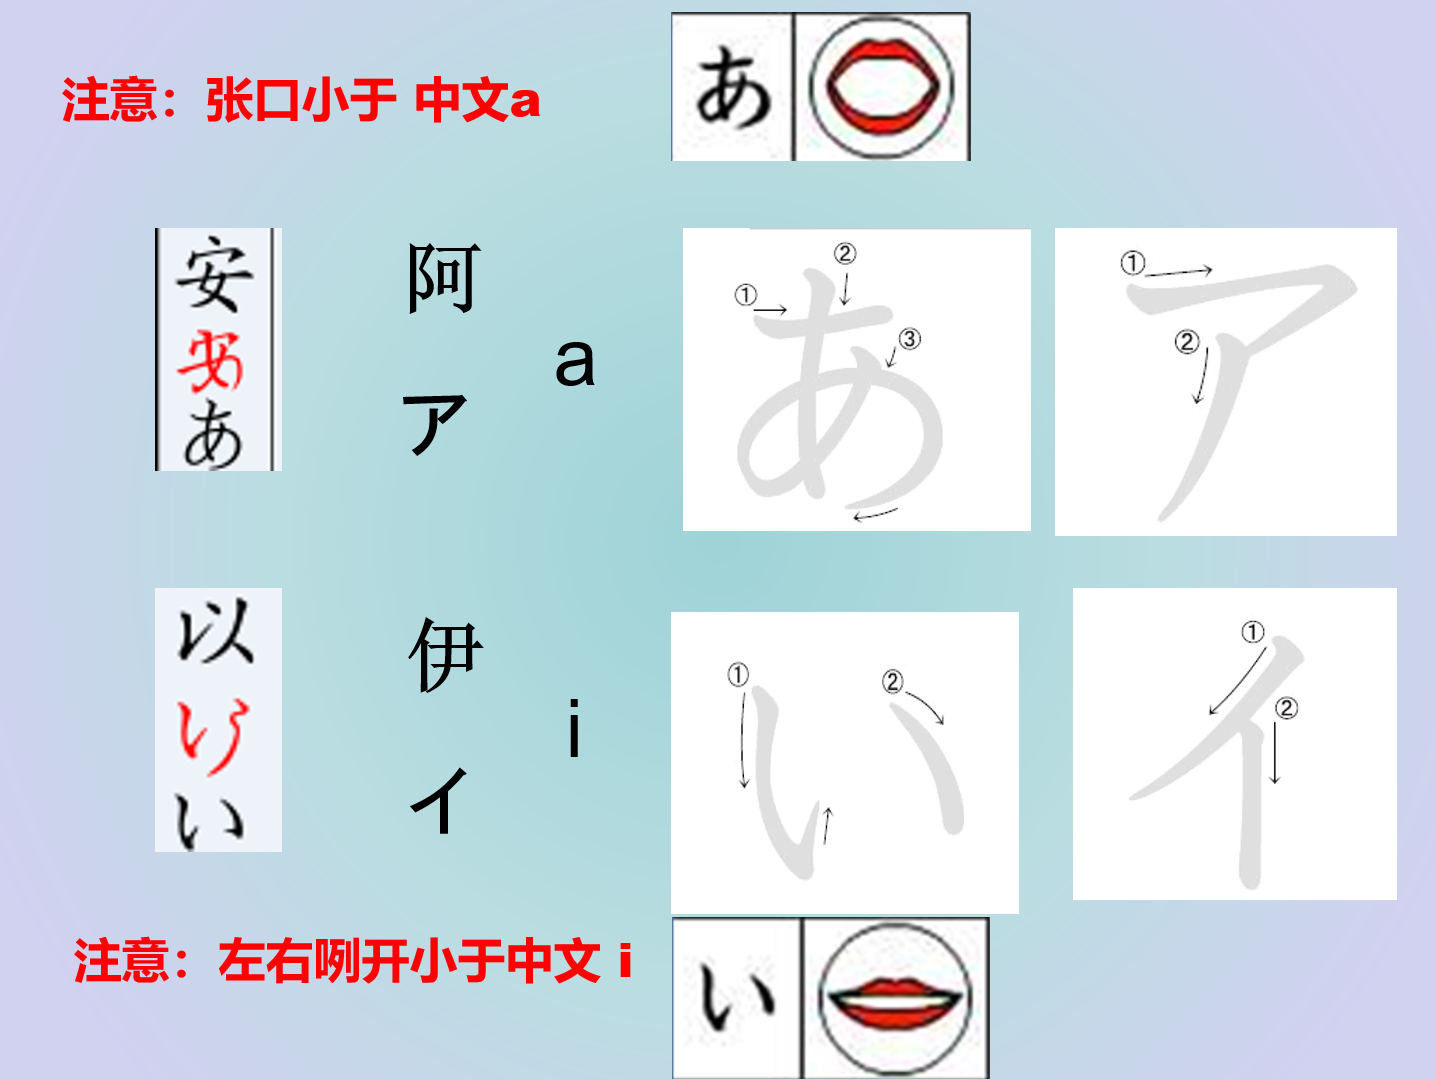 あ
注意：张口小于 中文a
安
あ
あ
阿
ア
a
①
②
③
あ
①
②
ア
以
い
い
伊
イ
i
①
②
い
①
②
イ
注意：左右咧开小于中文 i
い